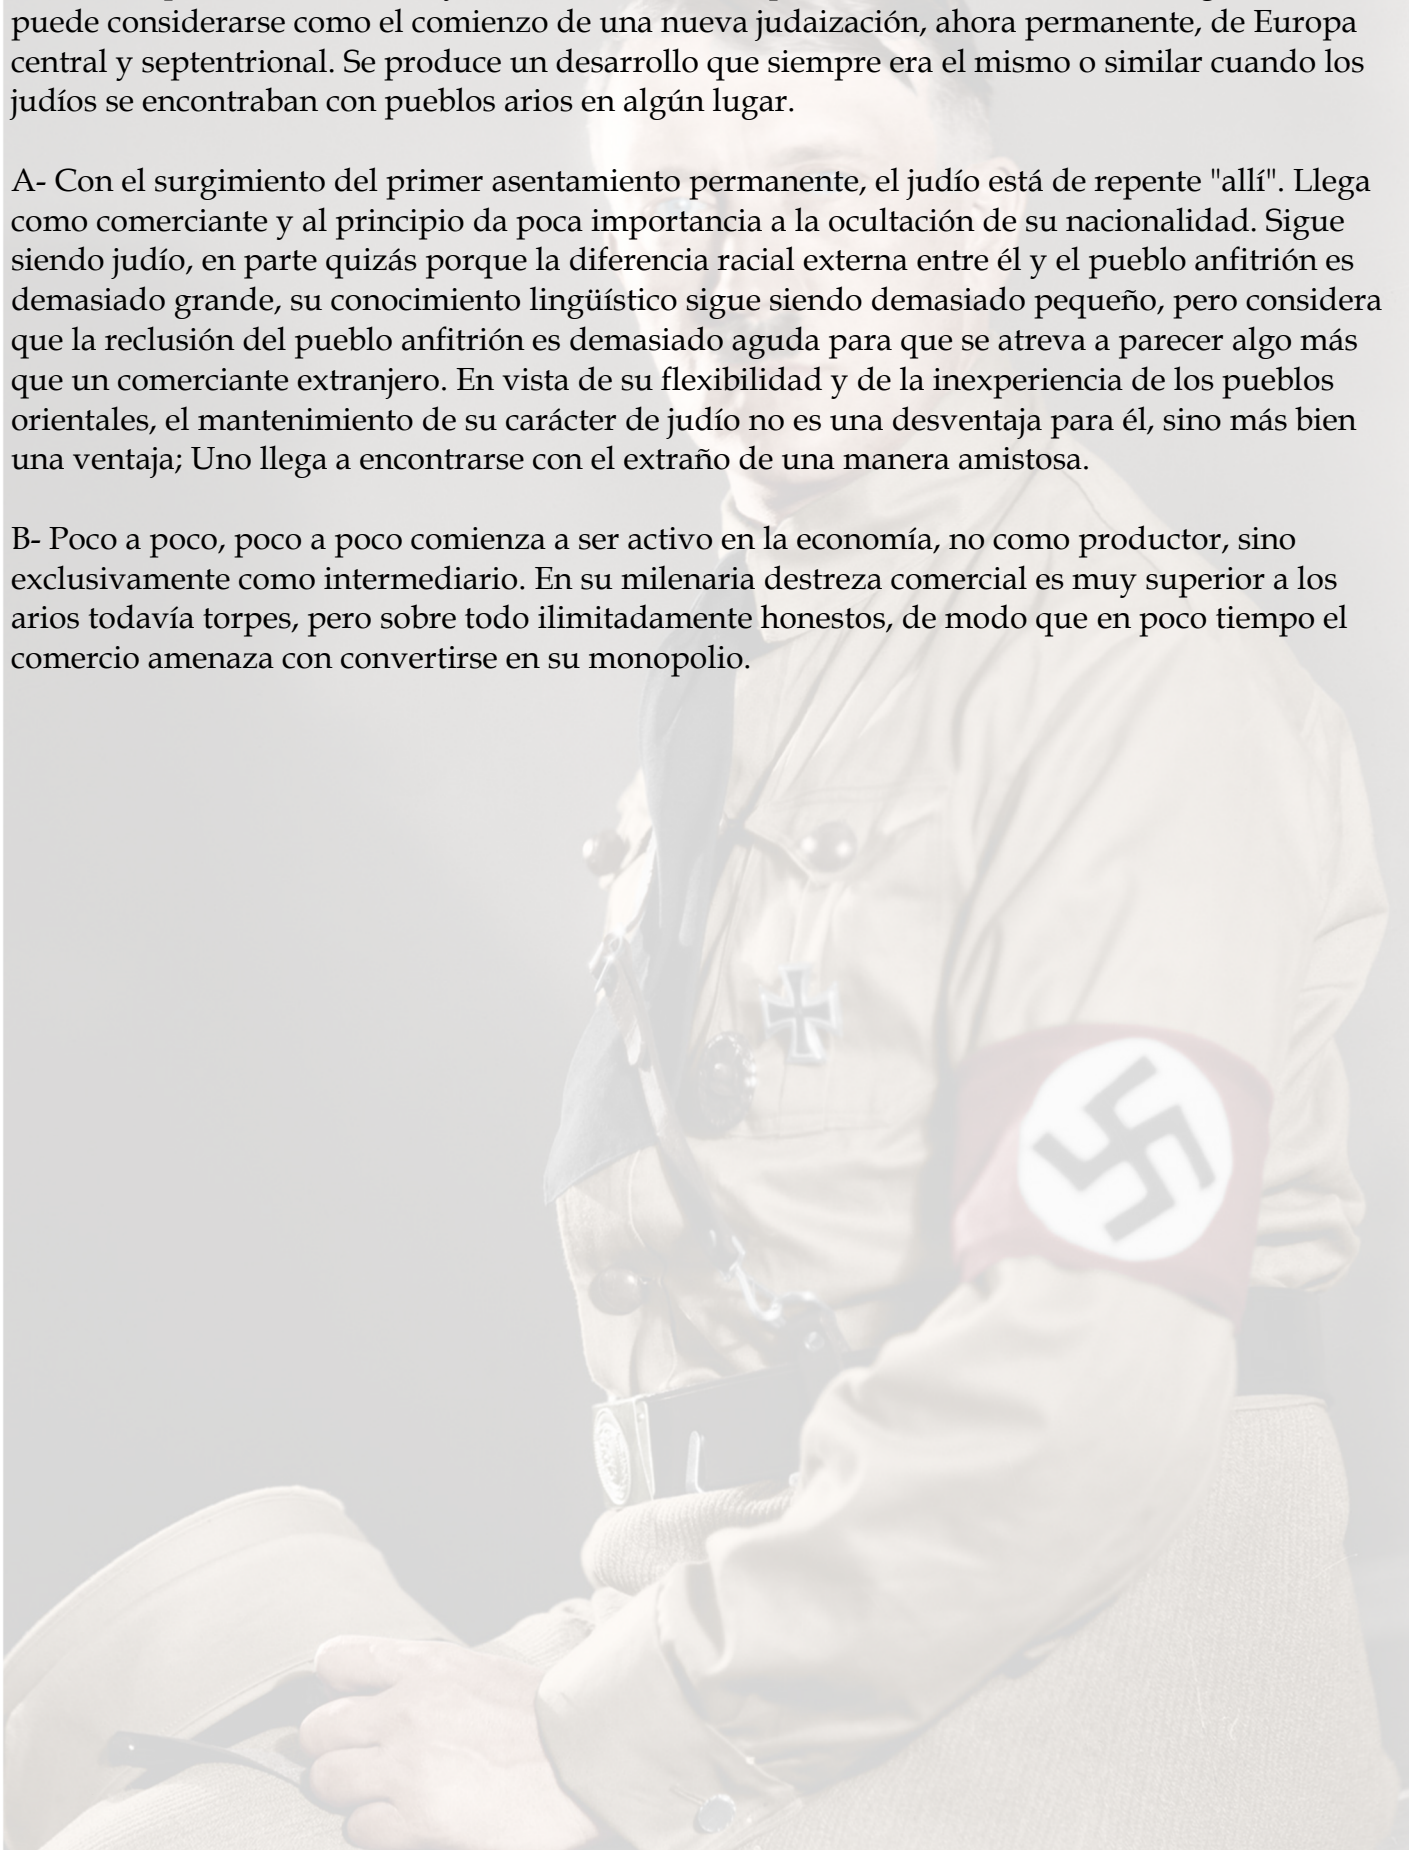 puede considerarse como el comienzo de una nueva judaización, ahora permanente, de Europa
central y septentrional. Se produce un desarrollo que siempre era el mismo o similar cuando los
judíos se encontraban con pueblos arios en algún lugar.
A- Con el surgimiento del primer asentamiento permanente, el judío está de repente "allí". Llega
como comerciante y al principio da poca importancia a la ocultación de su nacionalidad. Sigue
siendo judío, en parte quizás porque la diferencia racial externa entre él y el pueblo anfitrión es
demasiado grande, su conocimiento lingüístico sigue siendo demasiado pequeño, pero considera
que la reclusión del pueblo anfitrión es demasiado aguda para que se atreva a parecer algo más
que un comerciante extranjero. En vista de su flexibilidad y de la inexperiencia de los pueblos
orientales, el mantenimiento de su carácter de judío no es una desventaja para él, sino más bien
una ventaja; Uno llega a encontrarse con el extraño de una manera amistosa.
B- Poco a poco, poco a poco comienza a ser activo en la economía, no como productor, sino
exclusivamente como intermediario. En su milenaria destreza comercial es muy superior a los
arios todavía torpes, pero sobre todo ilimitadamente honestos, de modo que en poco tiempo el
comercio amenaza con convertirse en su monopolio.